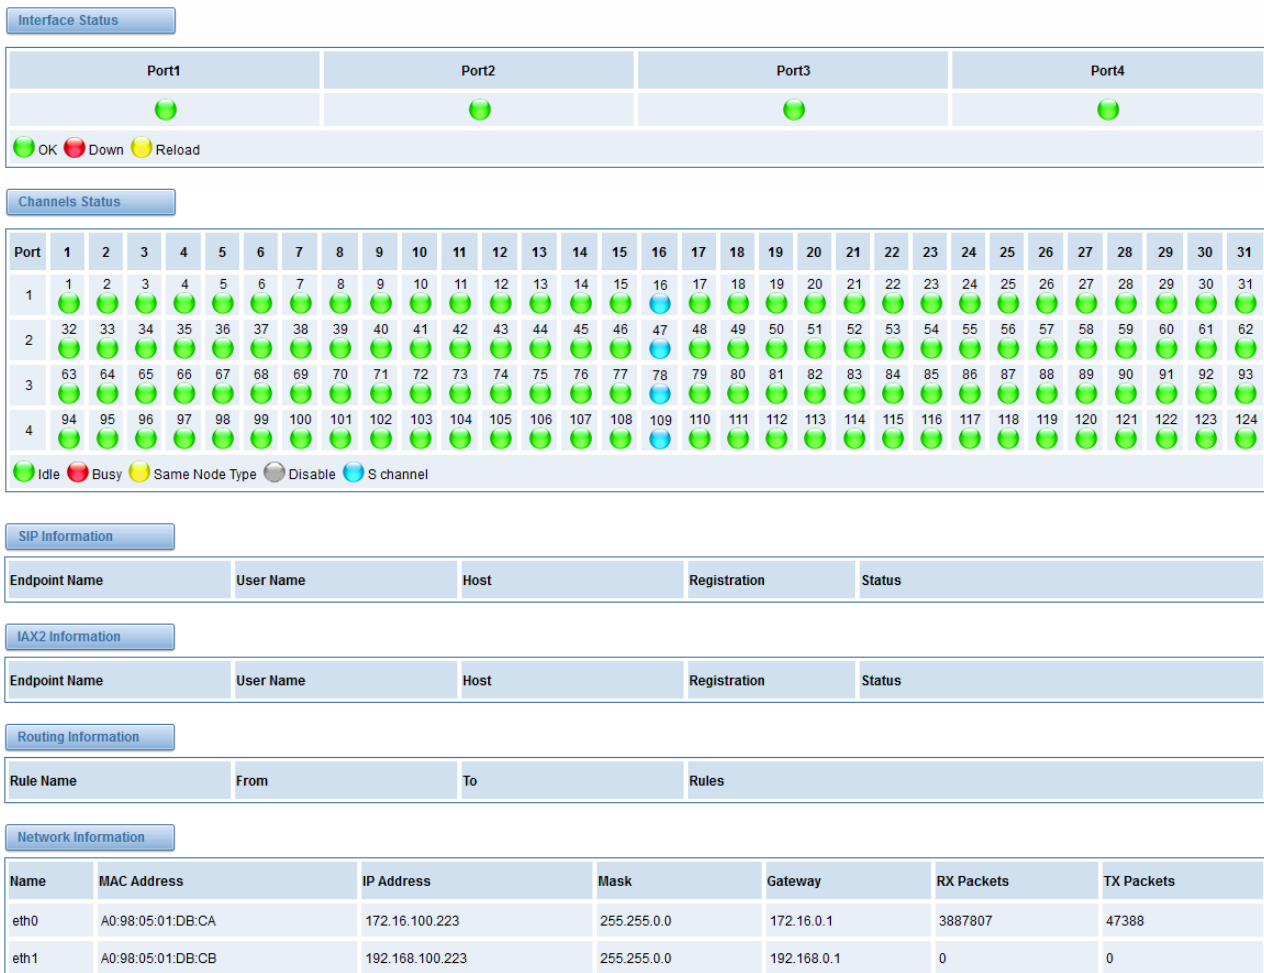 Interface Status
Port1 Port2 Port3 Port4
OK Down Reload
Channels Status
Port 1 2 3 4 5 6 7 8 9 10 11 12 13 14 15 16 17 18 19 20 21 22 23 24 25 26 27 28 29 30 31
1 1 2 3 4 5 6 7 8 9 10 11 12 13 14 15 16 17 18 19 20 21 22 23 24 25 26 27 28 29 30 31
2 32 33 34 35 36 37 38 39 40 41 42 43 44 45 46 47 48 49 50 51 52 53 54 55 56 57 58 59 60 61 62
3 63 64 65 66 67 68 69 70 71 72 73 74 75 76 77 78 79 80 81 82 83 84 85 86 87 88 89 90 91 92 93
4 94 95 96 97 98 99 100 101 102 103 104 105 106 107 108 109 110 111 112 113 114 115 116 117 118 119 120 121 122 123 124
Idle Busy Same Node Type Disable S channel
SIP Information
Endpoint Name User Name Host Registration Status
IAX2 Information
Endpoint Name User Name Host Registration Status
Routing Information
Rule Name From To Rules
Network Information
Name MAC Address IP Address Mask Gateway RX Packets TX Packets
eth0 A0:98:05:01:DB:CA 172.16.100.223 255.255.0.0 172.16.0.1 3887807 47388
eth1 A0:98:05:01:DB:CB 192.168.100.223 255.255.0.0 192.168.0.1 0 0